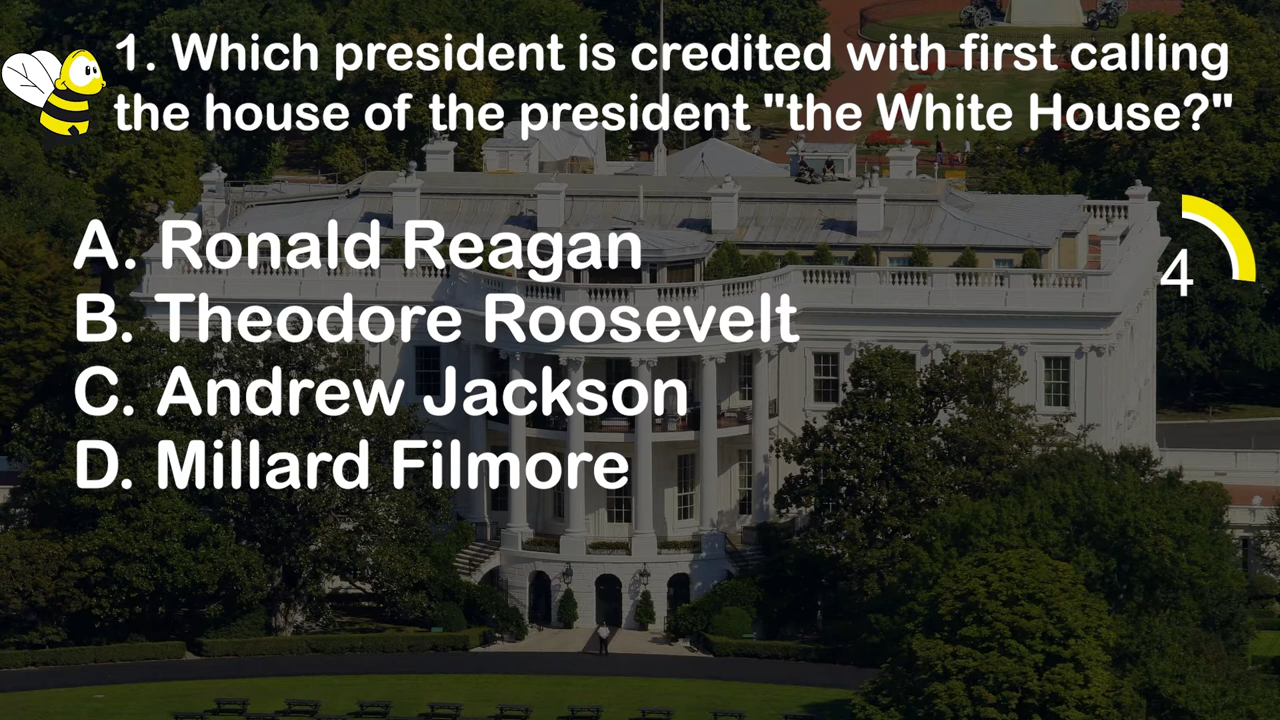 1. Which president is credited with first calling
the house of the president "the White House?"
A. Ronald Reagan
B. Theodore Roosevelt
C. Andrew Jackson
D. Millard Filmore
4